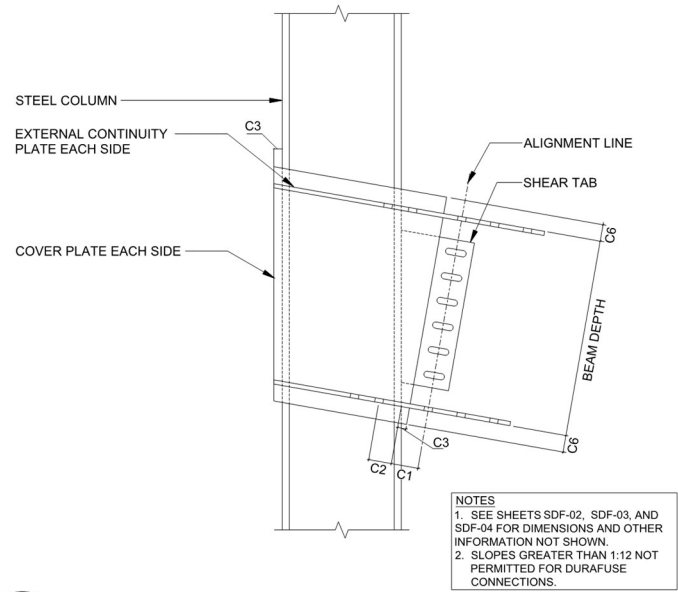 STEEL COLUMN
EXTERNAL CONTINUITY
PLATE EACH SIDE
C3
ALIGNMENT LINE
SHEAR TAB
C6
COVER PLATE EACH SIDE
BEAM DEPTH
C6
C3
C2
C1
NOTES
1. SEE SHEETS SDF-02, SDF-03, AND
SDF-04 FOR DIMENSIONS AND OTHER
INFORMATION NOT SHOWN.
2. SLOPES GREATER THAN 1:12 NOT
PERMITTED FOR DURAFUSE
CONNECTIONS.